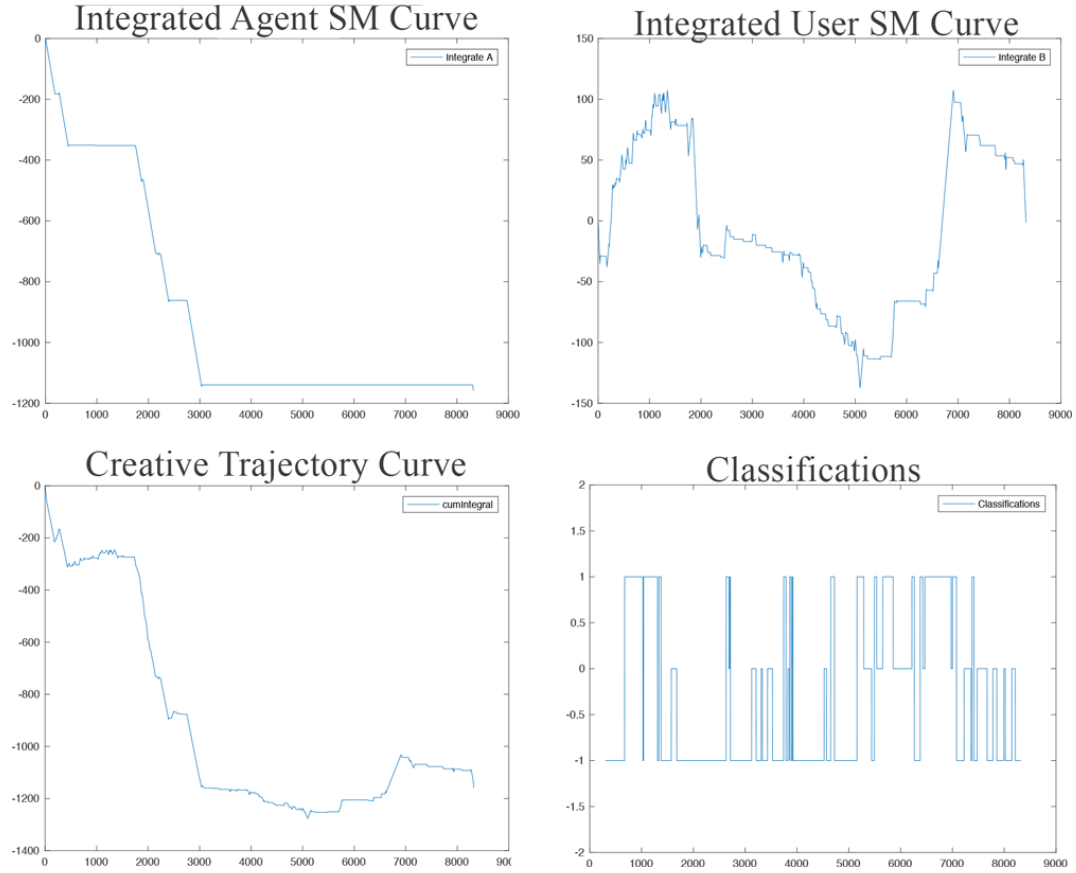 Integrated Agent SM Curve
Integrate A
0
-200
-400
-600
-800
-1000
-1200
0 1000 2000 3000 4000 5000 6000 7000 8000 9000
Integrated User SM Curve
Integrate B
150
100
50
0
-50
-100
-150
0 1000 2000 3000 4000 5000 6000 7000 8000 9000
Creative Trajectory Curve
cumIntegral
0
-200
-400
-600
-800
-1000
-1200
-1400
0 1000 2000 3000 4000 5000 6000 7000 8000
Classifications
Classifications
2
1.5
1
0.5
0
-0.5
-1
-1.5
-2
0 1000 2000 3000 4000 5000 6000 7000 8000 9000